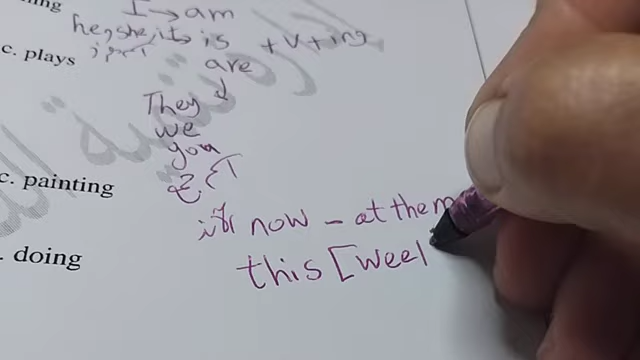 I → am
he, she, it → is
+ V + ing
c. plays
are
They
we
you
c. painting
now – at the m
. doing
this [weel